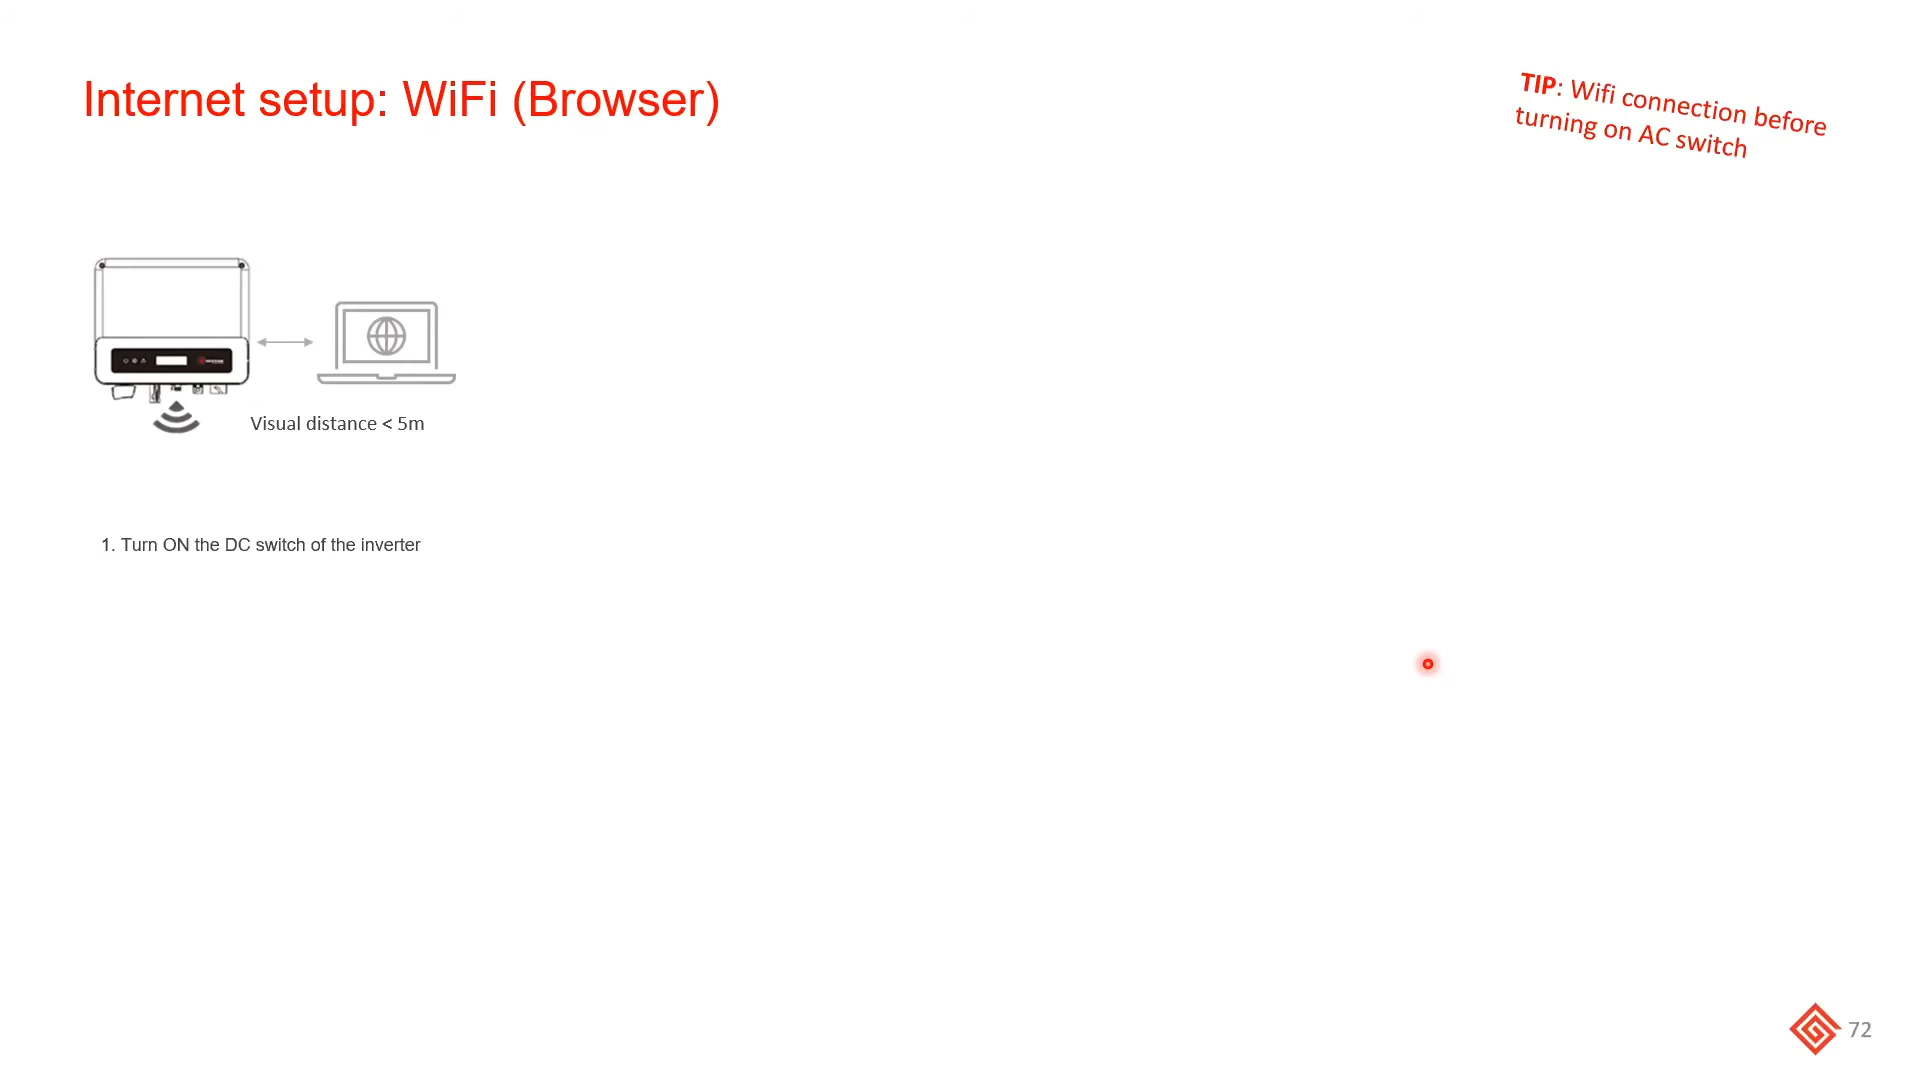 Internet setup: WiFi (Browser)
TIP: Wifi connection before
turning on AC switch
Visual distance < 5m
1. Turn ON the DC switch of the inverter
72